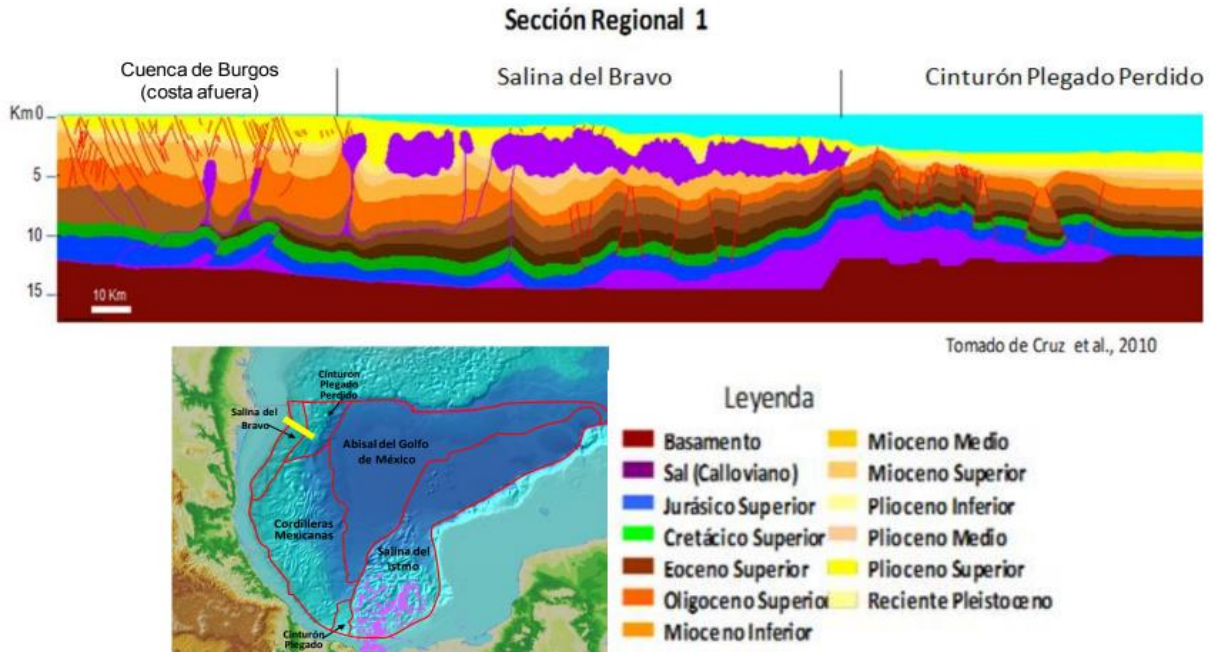 Sección Regional 1
Cuenca de Burgos
(costa afuera)
Salina del Bravo
Cinturón Plegado Perdido
Km 0
5
10
15
10 Km
Tomado de Cruz et al., 2010
Cinturón
Plegado
Perdido
Salina del
Bravo
Abisal del Golfo
de México
Cordilleras
Mexicanas
Salina del
Istmo
Cinturón
Plegado
Leyenda
Basamento
Sal (Calloviano)
Jurásico Superior
Cretácico Superior
Eoceno Superior
Oligoceno Superior
Mioceno Inferior
Mioceno Medio
Mioceno Superior
Plioceno Inferior
Plioceno Medio
Plioceno Superior
Reciente Pleistoceno